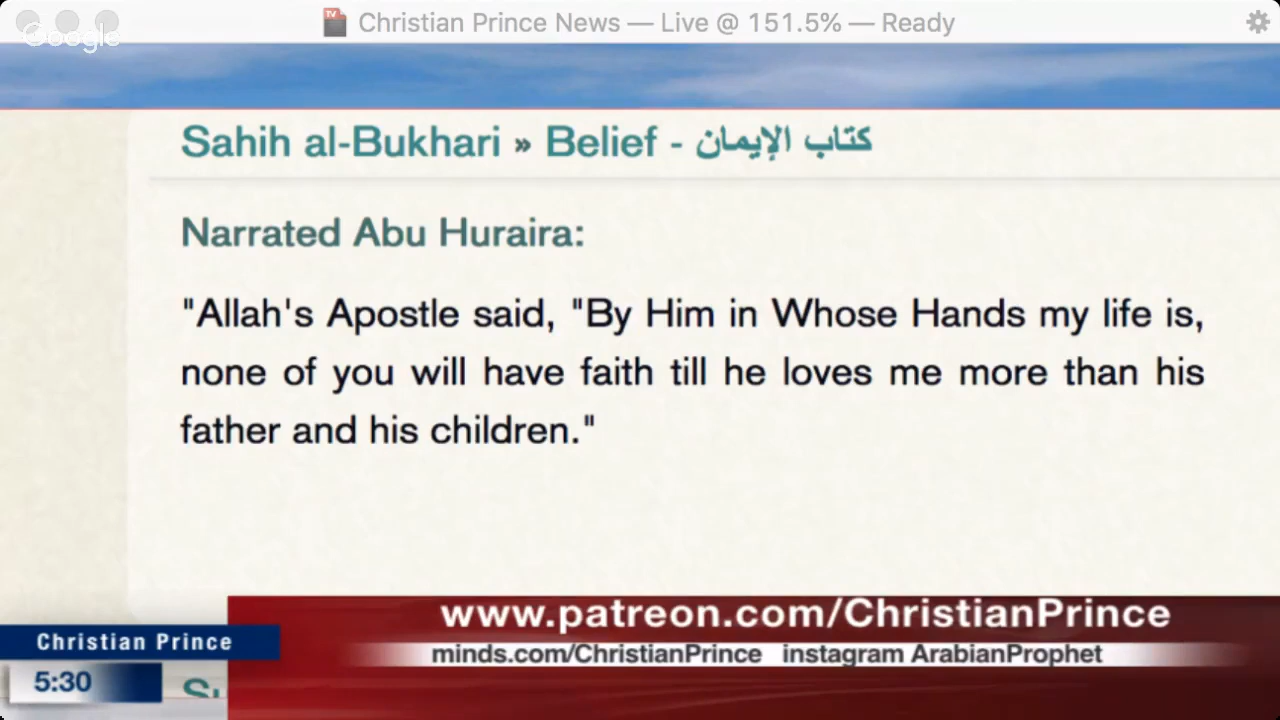 Christian Prince News — Live @ 151.5% — Ready
Google
Sahih al-Bukhari » Belief - كتاب الإيمان
Narrated Abu Huraira:
"Allah's Apostle said, "By Him in Whose Hands my life is,
none of you will have faith till he loves me more than his
father and his children."
www.patreon.com/ChristianPrince
Christian Prince
minds.com/ChristianPrince instagram ArabianProphet
5:30